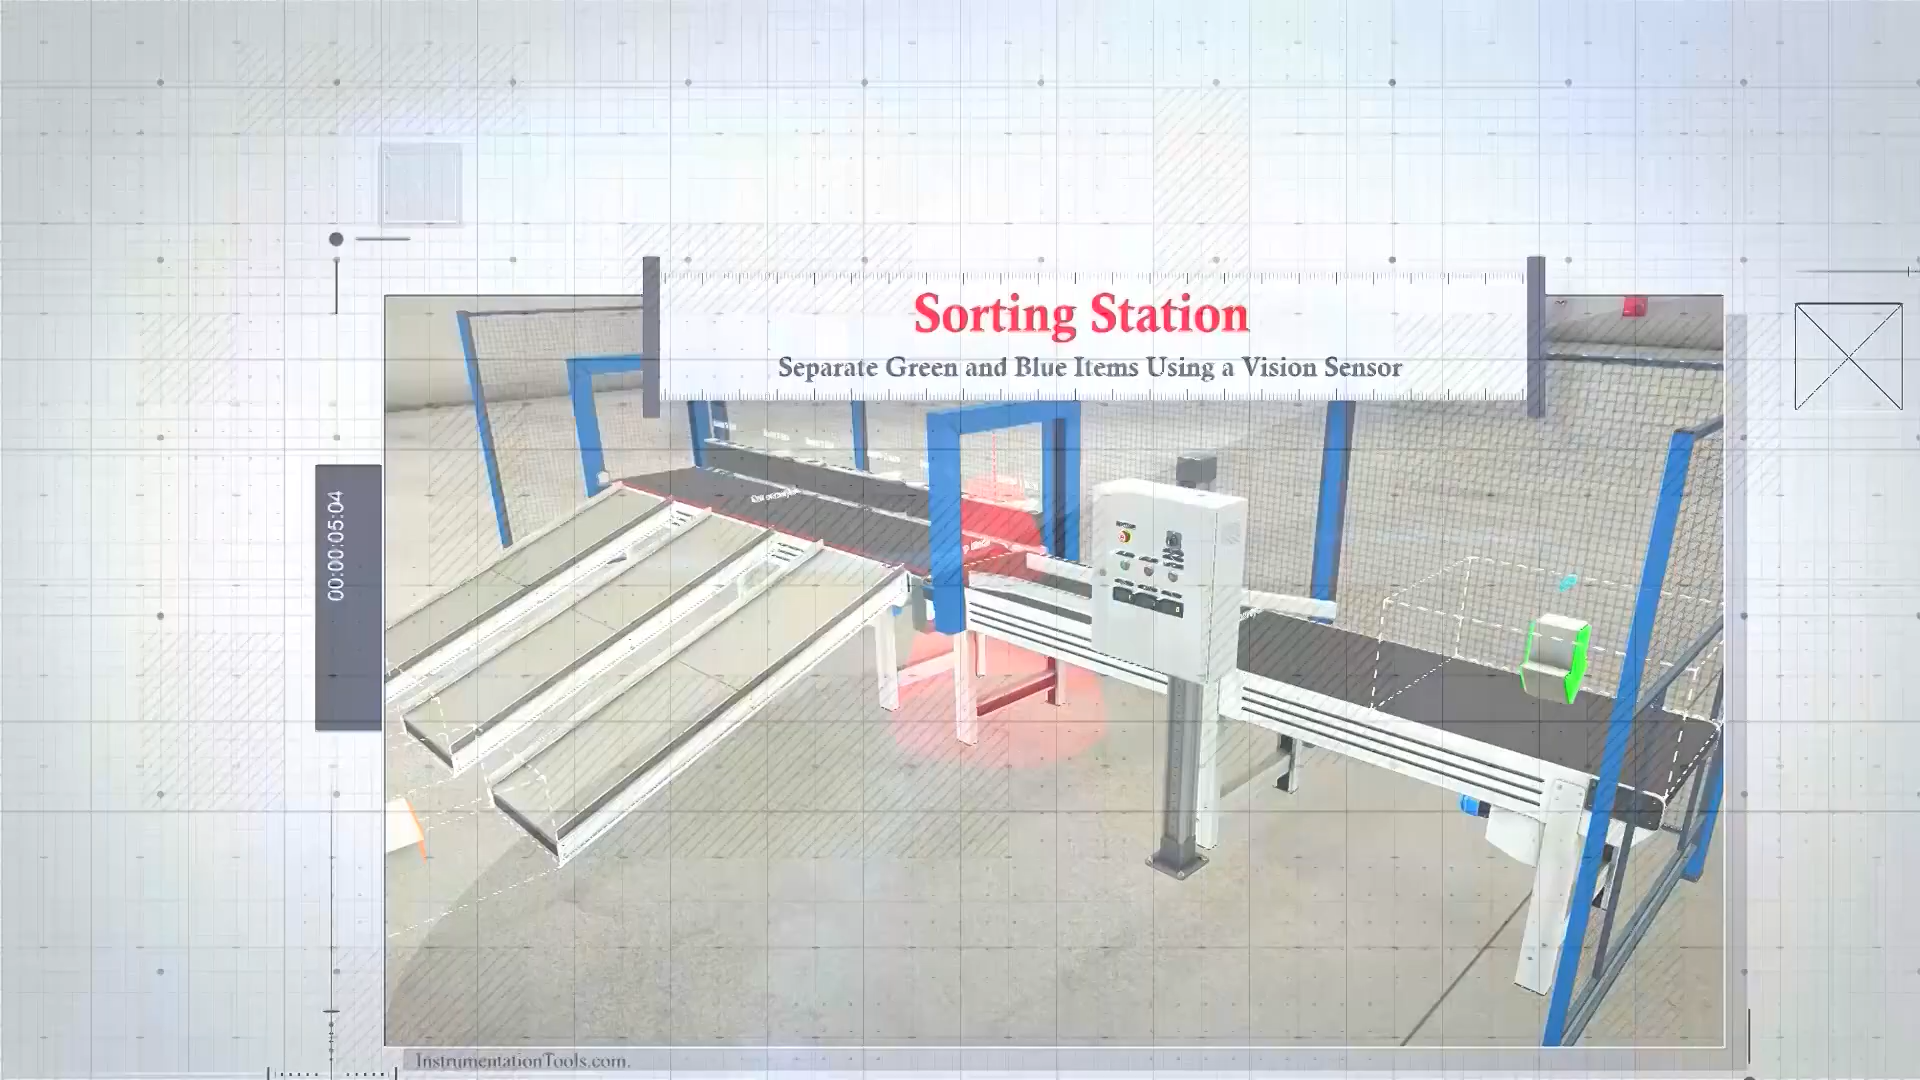 Sorting Station
Separate Green and Blue Items Using a Vision Sensor
00:00:05:04
InstrumentationTools.com.